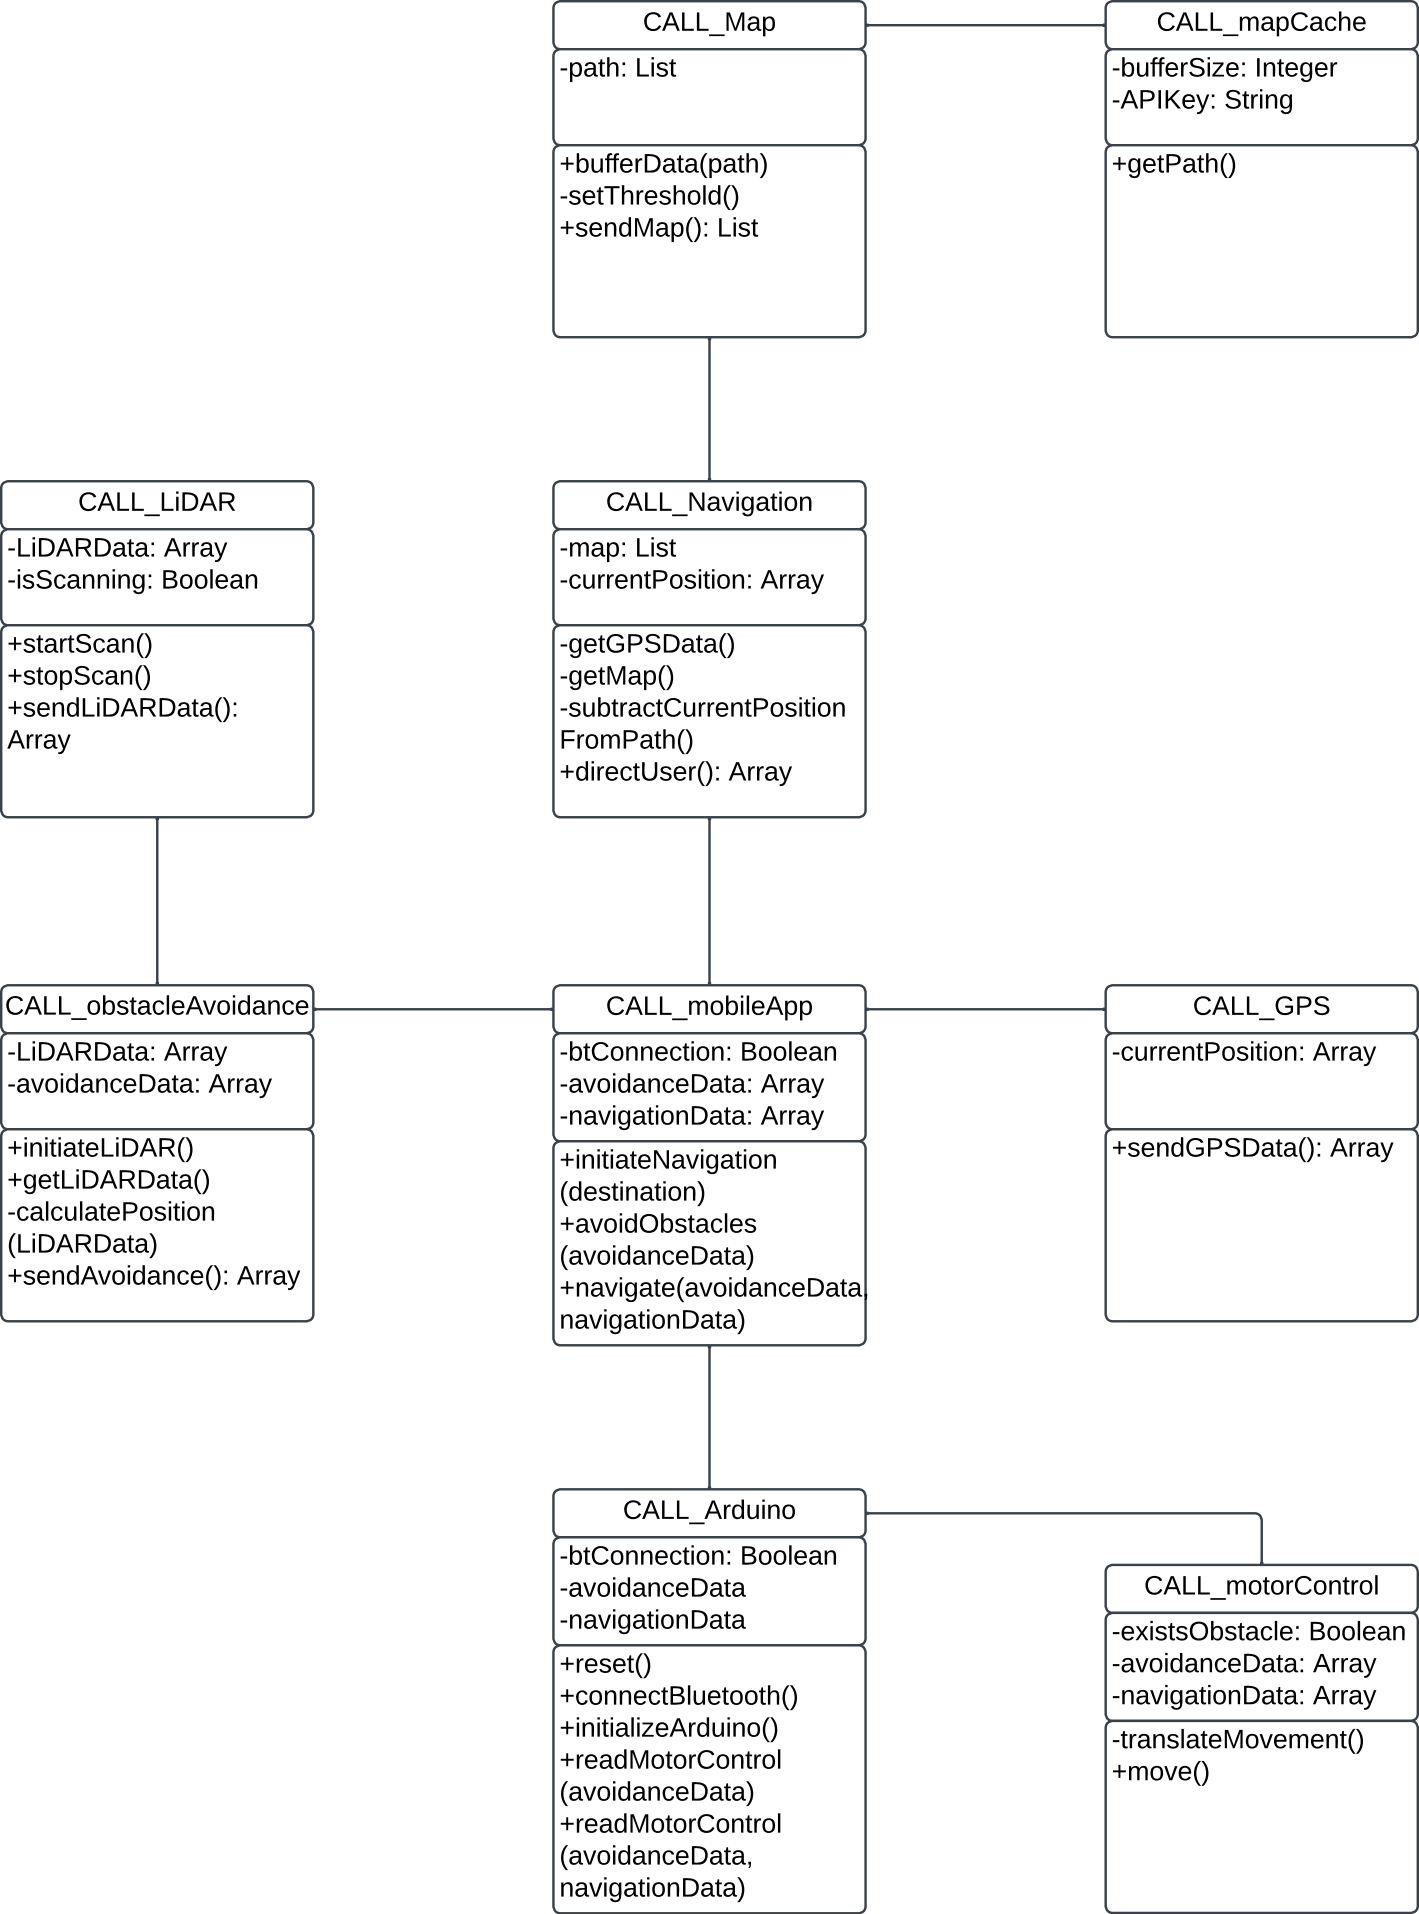 CALL_Map
-path: List
+bufferData(path)
-setThreshold()
+sendMap(): List
CALL_mapCache
-bufferSize: Integer
-APIKey: String
+getPath()
CALL_LiDAR
-LiDARData: Array
-isScanning: Boolean
+startScan()
+stopScan()
+sendLiDARData():
Array
CALL_Navigation
-map: List
-currentPosition: Array
-getGPSData()
-getMap()
-subtractCurrentPosition
FromPath()
+directUser(): Array
CALL_obstacleAvoidance
-LiDARData: Array
-avoidanceData: Array
+initiateLiDAR()
+getLiDARData()
-calculatePosition
(LiDARData)
+sendAvoidance(): Array
CALL_mobileApp
-btConnection: Boolean
-avoidanceData: Array
-navigationData: Array
+initiateNavigation
(destination)
+avoidObstacles
(avoidanceData)
+navigate(avoidanceData,
navigationData)
CALL_GPS
-currentPosition: Array
+sendGPSData(): Array
CALL_Arduino
-btConnection: Boolean
-avoidanceData
-navigationData
+reset()
+connectBluetooth()
+initializeArduino()
+readMotorControl
(avoidanceData)
+readMotorControl
(avoidanceData,
navigationData)
CALL_motorControl
-existsObstacle: Boolean
-avoidanceData: Array
-navigationData: Array
-translateMovement()
+move()